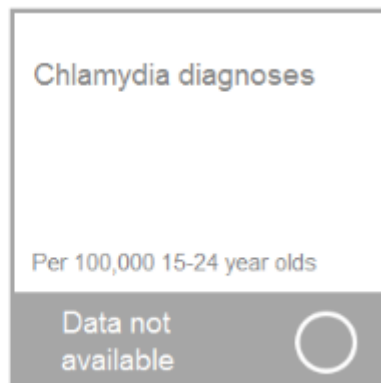 Chlamydia diagnoses
Per 100,000 15-24 year olds
Data not
available